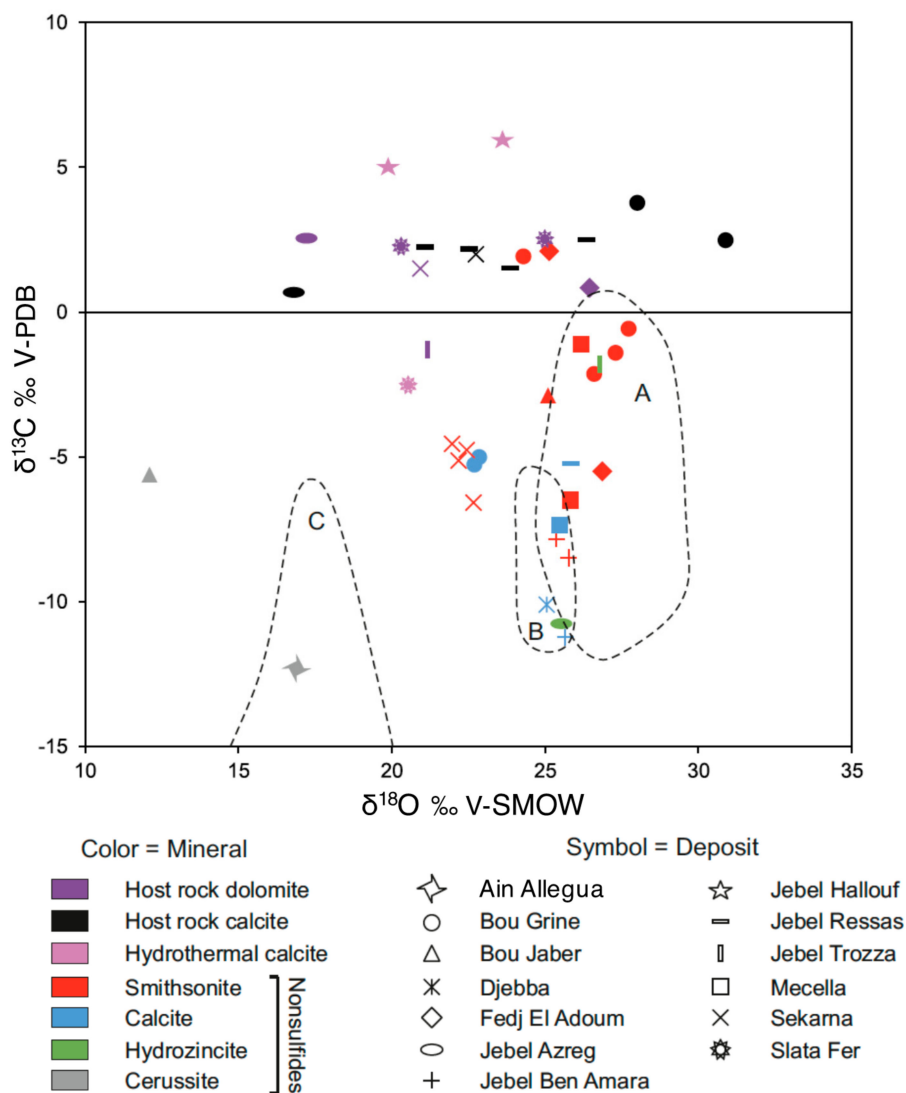 10
5
0
-5
-10
-15
δ¹³C ‰ V-PDB
A
B
C
10
15
20
25
30
35
δ¹⁸O ‰ V-SMOW
Color = Mineral
Host rock dolomite
Host rock calcite
Hydrothermal calcite
Smithsonite
Calcite
Hydrozincite
Cerussite
Nonsulfides
Symbol = Deposit
Ain Allegua
Bou Grine
Bou Jaber
Djebba
Fedj El Adoum
Jebel Azreg
Jebel Ben Amara
Jebel Hallouf
Jebel Ressas
Jebel Trozza
Mecella
Sekarna
Slata Fer